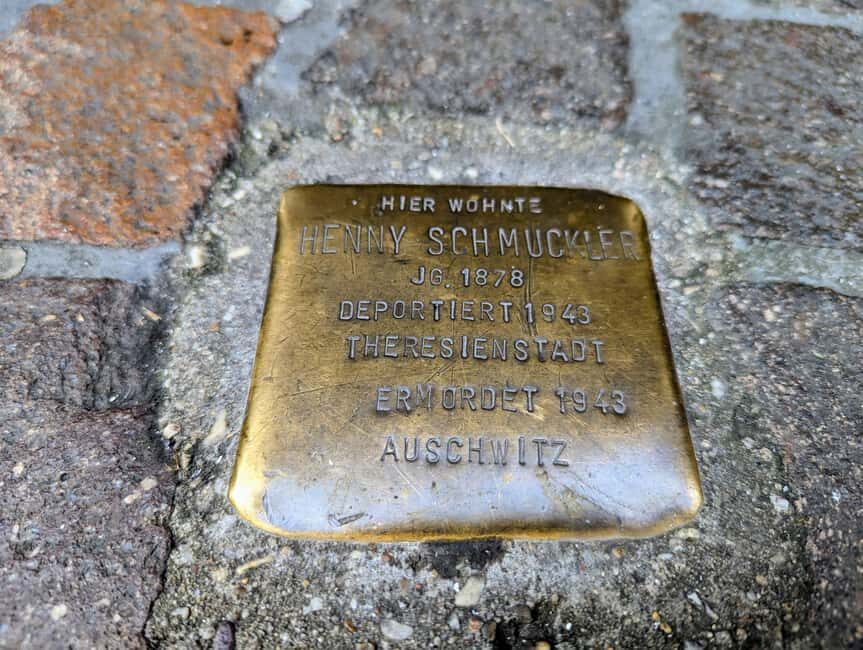 HIER WOHNTE
HENNY SCHMUCKLER
JG. 1878
DEPORTIERT 1943
THERESIENSTADT
ERMORDET 1943
AUSCHWITZ